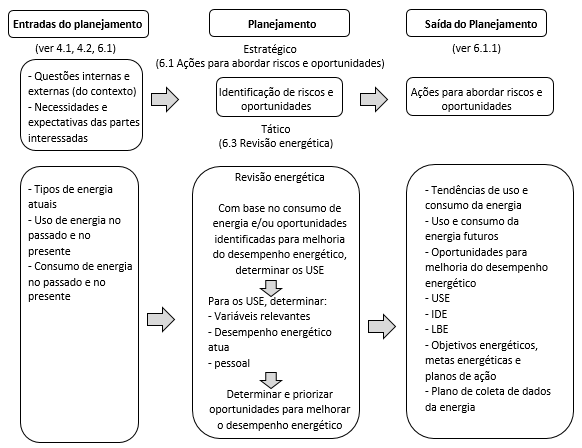 Entradas do planejamento
(ver 4.1, 4.2, 6.1)
- Questões internas e
externas (do contexto)
- Necessidades e
expectativas das partes
interessadas
- Tipos de energia
atuais
- Uso de energia no
passado e no
presente
- Consumo de energia
no passado e no
presente
Planejamento
Estratégico
(6.1 Ações para abordar riscos e oportunidades)
Identificação de riscos e
oportunidades
Tático
(6.3 Revisão energética)
Revisão energética
Com base no consumo de
energia e/ou oportunidades
identificadas para melhoria
do desempenho energético,
determinar os USE
Para os USE, determinar:
- Variáveis relevantes
- Desempenho energético
atua
- pessoal
Determinar e priorizar
oportunidades para melhorar
o desempenho energético
Saída do Planejamento
(ver 6.1.1)
Ações para abordar riscos e
oportunidades
- Tendências de uso e
consumo da energia
- Uso e consumo da
energia futuros
- Oportunidades para
melhoria do desempenho
energético
- USE
- IDE
- LBE
- Objetivos energéticos,
metas energéticas e
planos de ação
- Plano de coleta de dados
da energia